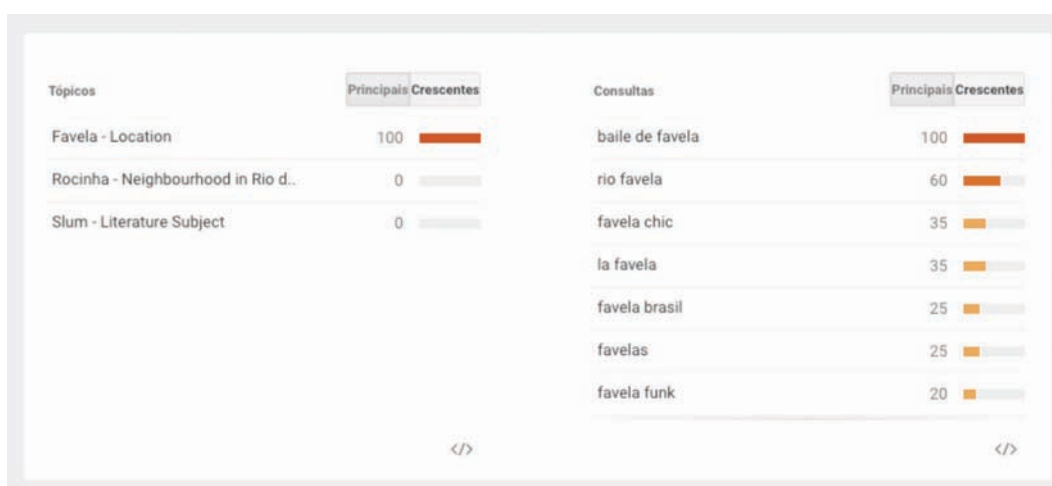 Tópicos
Principais Crescentes
Favela - Location 100
Rocinha - Neighbourhood in Rio d.. 0
Slum - Literature Subject 0
</>
Consultas
Principais Crescentes
baile de favela 100
rio favela 60
favela chic 35
la favela 35
favela brasil 25
favelas 25
favela funk 20
</>